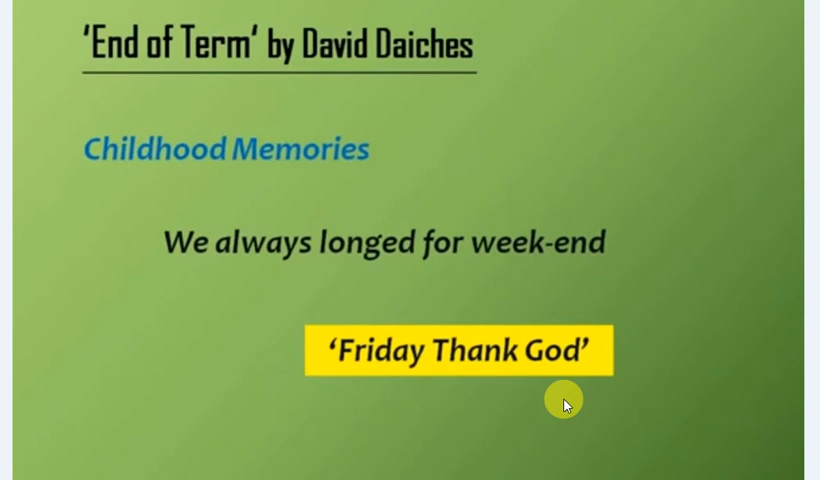 ‘End of Term’ by David Daiches
Childhood Memories
We always longed for week-end
‘Friday Thank God’